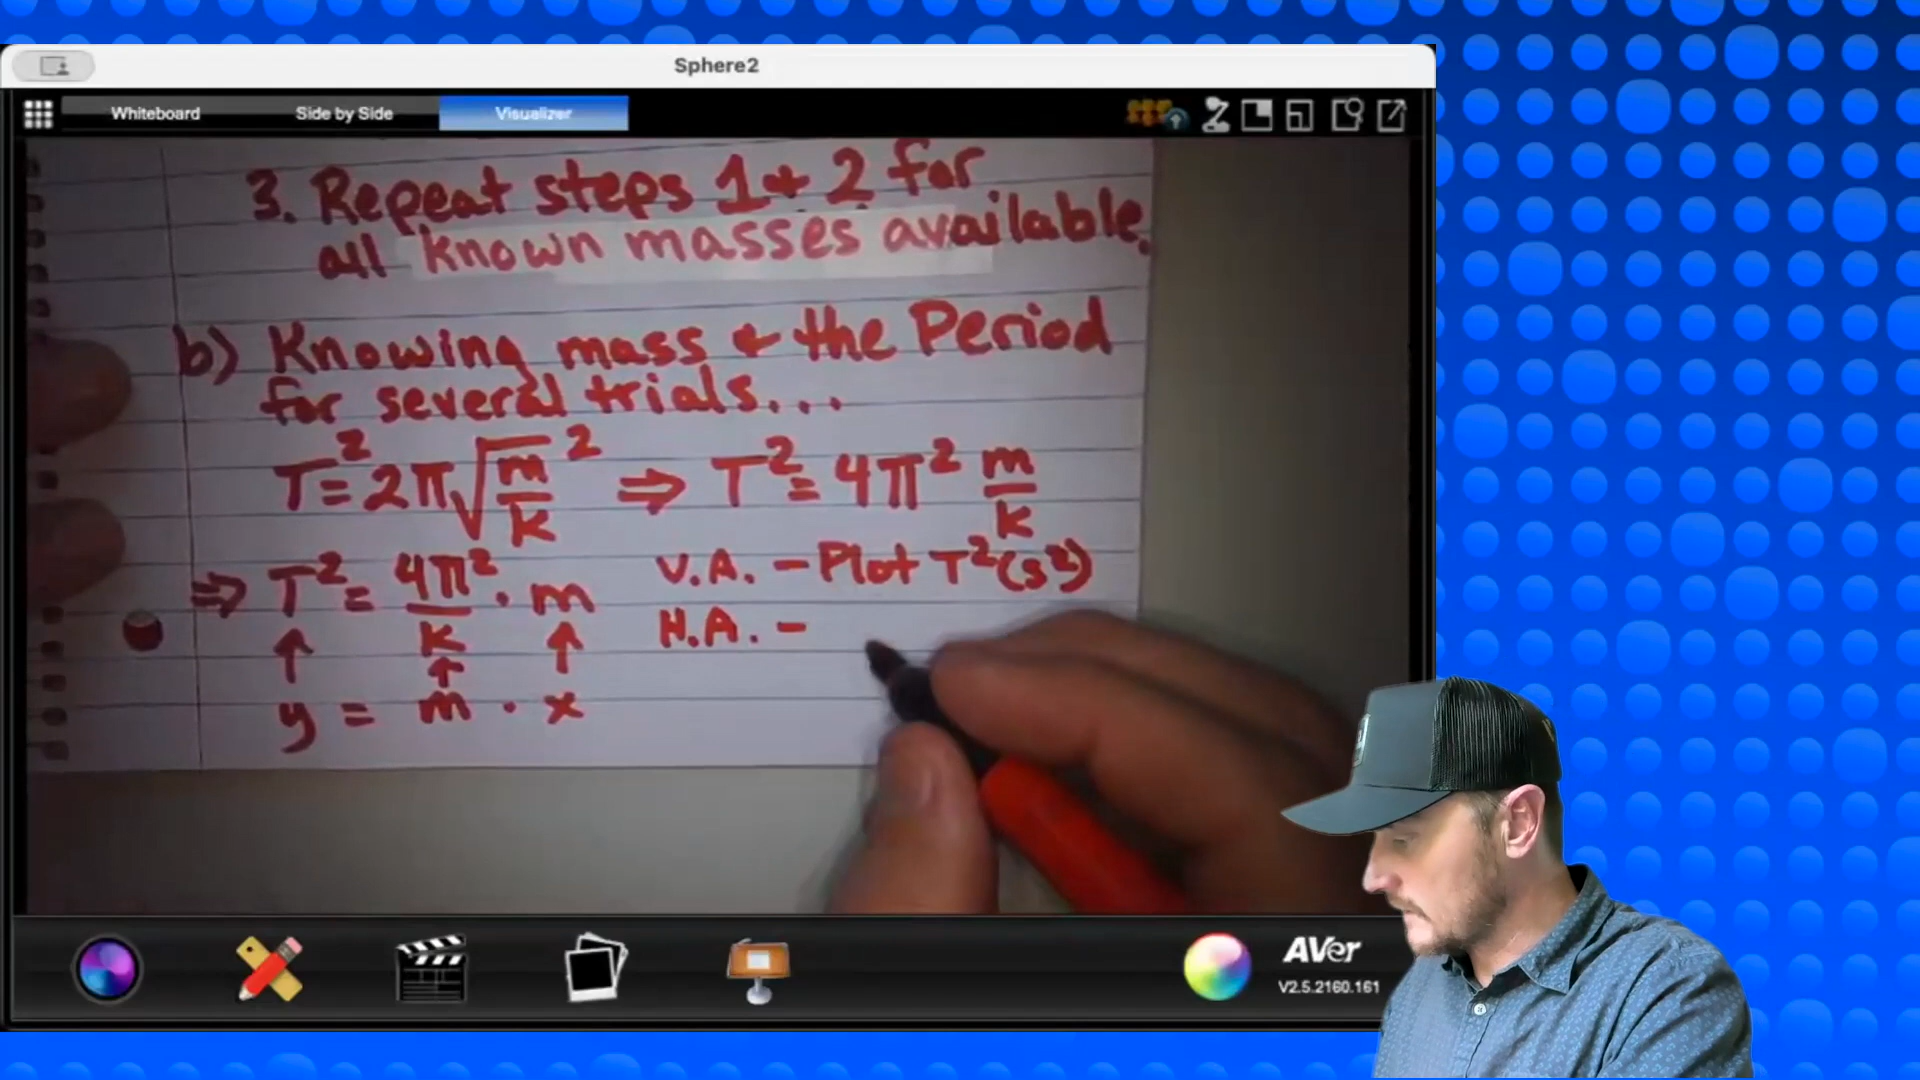 Sphere2
Whiteboard Side by Side Visualizer
3. Repeat steps 1 & 2 for
all known masses available.
b) Knowing mass & the Period
for several trials...
T² = 2π√(m/k)² ⇒ T² = 4π² m/k
⇒ T² = 4π²/k · m
V.A. - Plot T² (s²)
H.A. -
↑ ↑ ↑
y = m · x
AVer
V2.5.2160.161